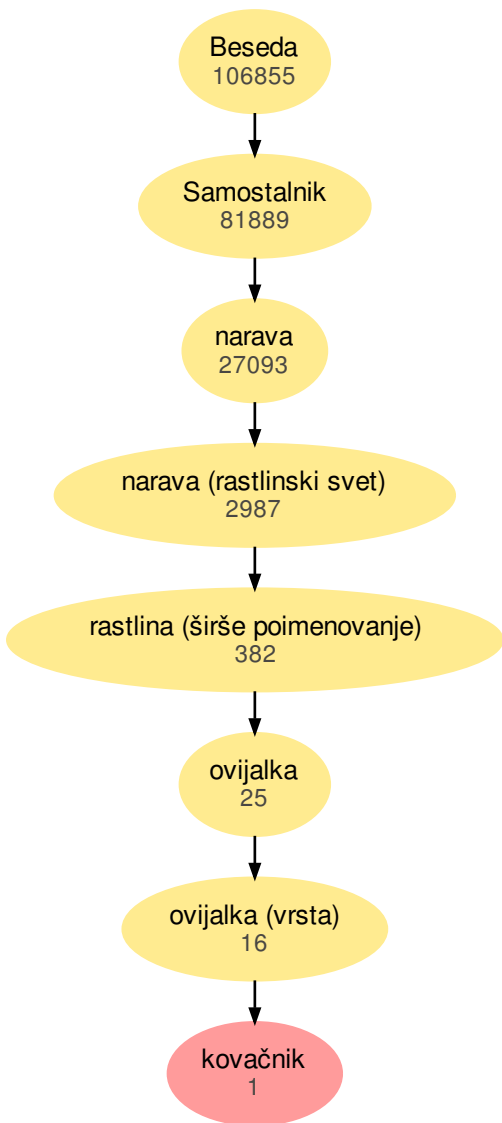 Beseda
106855
Samostalnik
81889
narava
27093
narava (rastlinski svet)
2987
rastlina (širše poimenovanje)
382
ovijalka
25
ovijalka (vrsta)
16
kovačnik
1